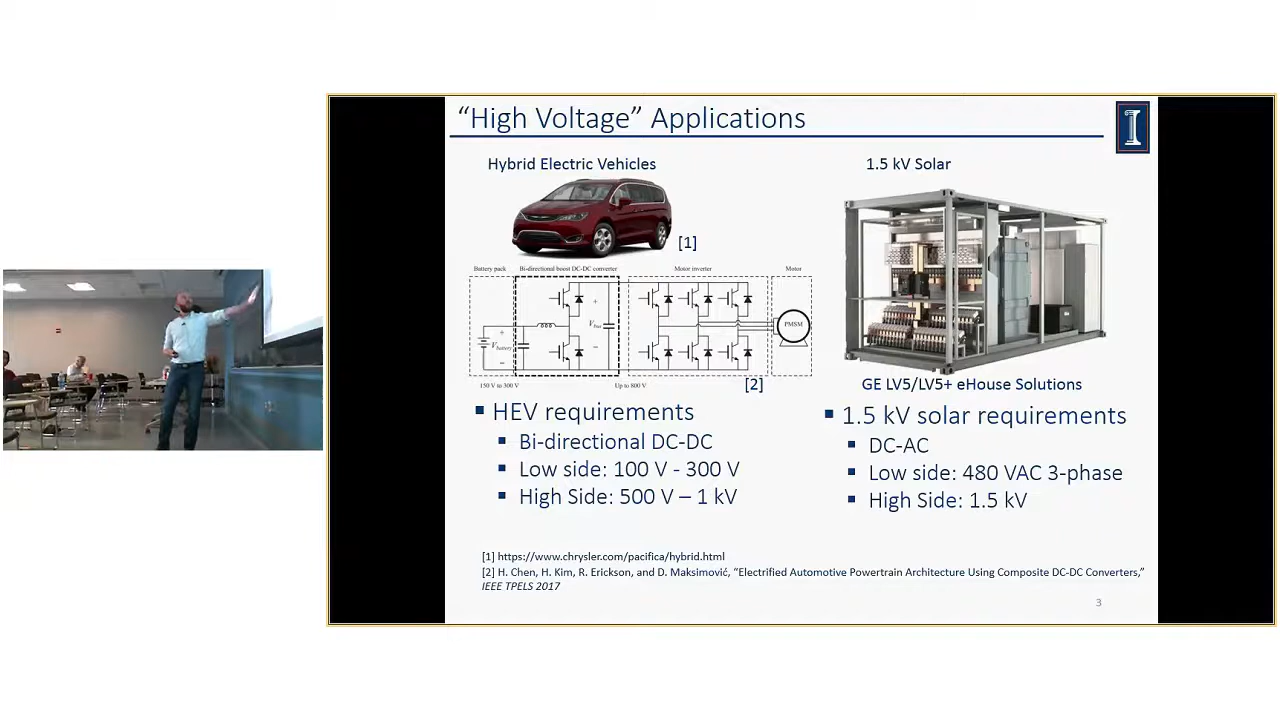 “High Voltage” Applications
Hybrid Electric Vehicles
[1]
Battery pack
Bi-directional boost DC-DC converter
Motor inverter
Motor
+
Vbattery
−
+
Vbus
−
PMSM
150 V to 300 V
Up to 800 V
[2]
HEV requirements
Bi-directional DC-DC
Low side: 100 V - 300 V
High Side: 500 V – 1 kV
1.5 kV Solar
GE LV5/LV5+ eHouse Solutions
1.5 kV solar requirements
DC-AC
Low side: 480 VAC 3-phase
High Side: 1.5 kV
[1] https://www.chrysler.com/pacifica/hybrid.html
[2] H. Chen, H. Kim, R. Erickson, and D. Maksimović, “Electrified Automotive Powertrain Architecture Using Composite DC-DC Converters,”
IEEE TPELS 2017
3